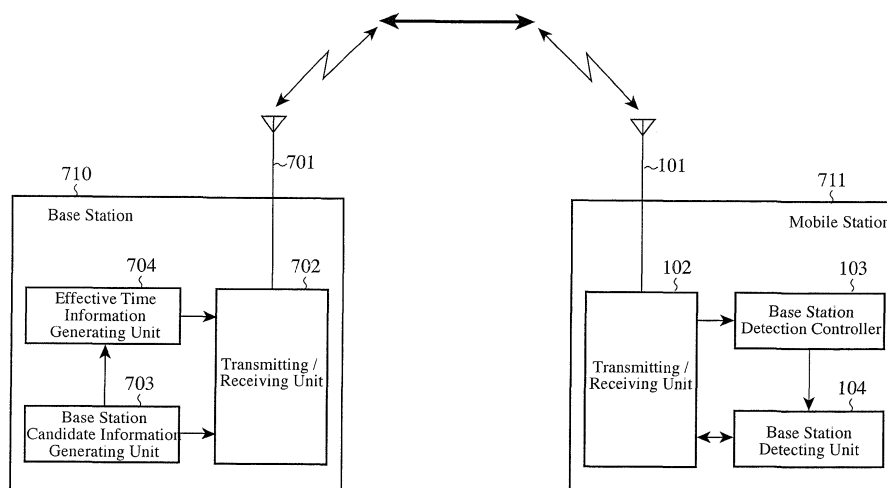 701
101
710
711
Base Station
Mobile Station
704
702
102
103
Effective Time
Information
Generating Unit
Base Station
Detection Controller
Transmitting /
Receiving Unit
Transmitting /
Receiving Unit
703
104
Base Station
Candidate Information
Generating Unit
Base Station
Detecting Unit